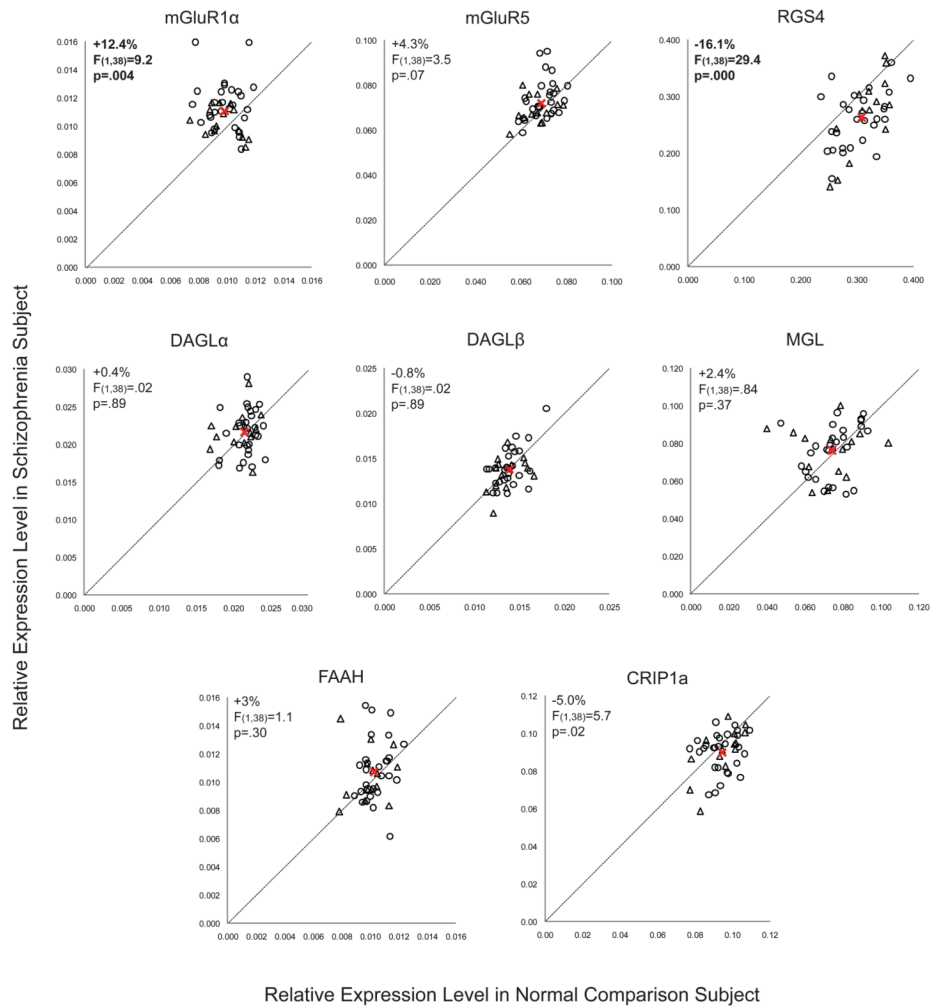 mGluR1α
+12.4%
F(1,38)=9.2
p=.004
0.016
0.014
0.012
0.010
0.008
0.006
0.004
0.002
0.000
0.000 0.002 0.004 0.006 0.008 0.010 0.012 0.014 0.016
mGluR5
+4.3%
F(1,38)=3.5
p=.07
0.100
0.080
0.060
0.040
0.020
0.000
0.000 0.020 0.040 0.060 0.080 0.100
RGS4
-16.1%
F(1,38)=29.4
p=.000
0.400
0.300
0.200
0.100
0.000
0.000 0.100 0.200 0.300 0.400
Relative Expression Level in Schizophrenia Subject
DAGLα
+0.4%
F(1,38)=.02
p=.89
0.030
0.025
0.020
0.015
0.010
0.005
0.000
0.000 0.005 0.010 0.015 0.020 0.025 0.030
DAGLβ
-0.8%
F(1,38)=.02
p=.89
0.025
0.020
0.015
0.010
0.005
0.000
0.000 0.005 0.010 0.015 0.020 0.025
MGL
+2.4%
F(1,38)=.84
p=.37
0.120
0.100
0.080
0.060
0.040
0.020
0.000
0.000 0.020 0.040 0.060 0.080 0.100 0.120
FAAH
+3%
F(1,38)=1.1
p=.30
0.016
0.014
0.012
0.010
0.008
0.006
0.004
0.002
0.000
0.000 0.002 0.004 0.006 0.008 0.010 0.012 0.014 0.016
CRIP1a
-5.0%
F(1,38)=5.7
p=.02
0.12
0.10
0.08
0.06
0.04
0.02
0.00
0.00 0.02 0.04 0.06 0.08 0.10 0.12
Relative Expression Level in Normal Comparison Subject